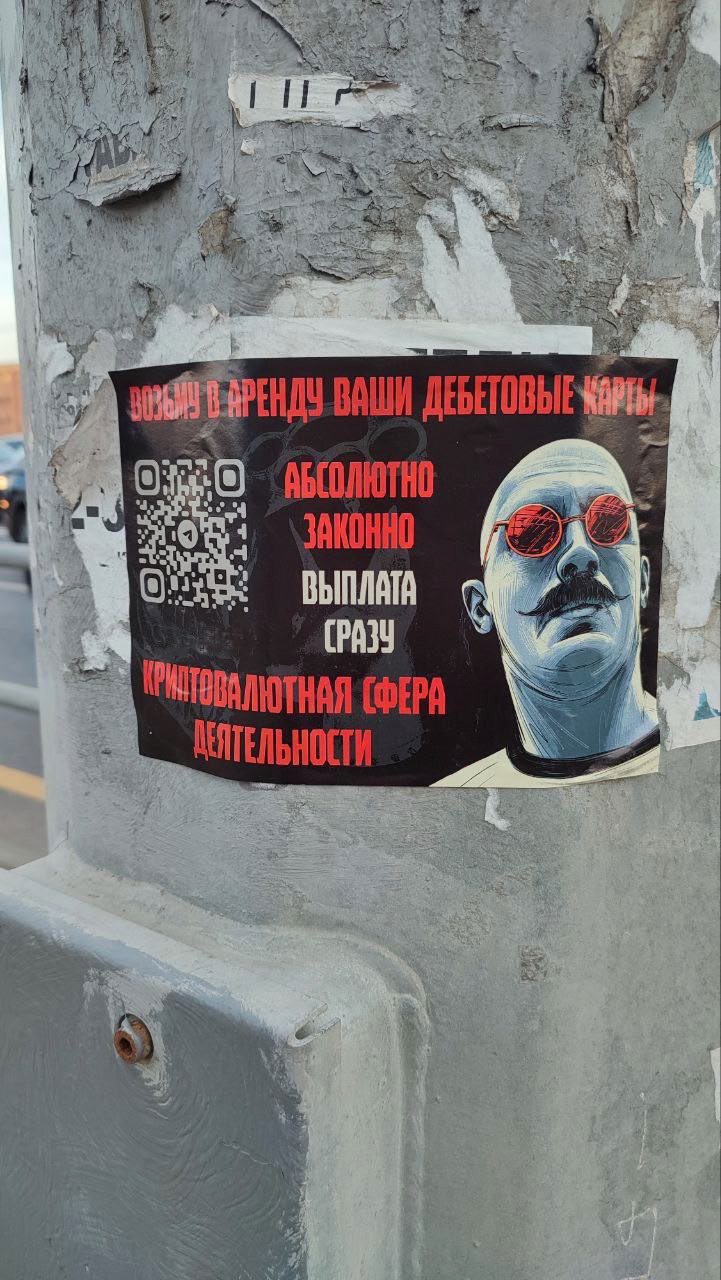 ВОЗЬМУ В АРЕНДУ ВАШИ ДЕБЕТОВЫЕ КАРТЫ
АБСОЛЮТНО
ЗАКОННО
ВЫПЛАТА
СРАЗУ
КРИПТОВАЛЮТНАЯ СФЕРА
ДЕЯТЕЛЬНОСТИ